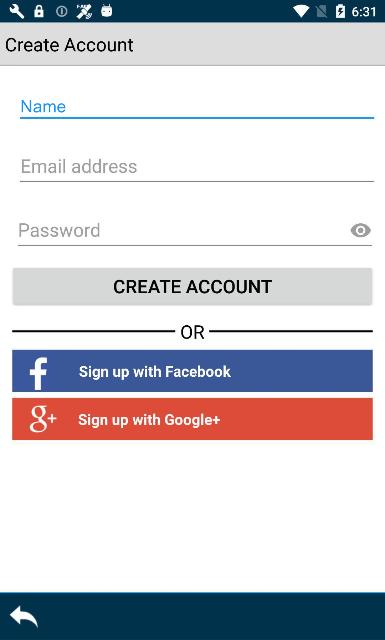 6:31
Create Account
Name
Email address
Password
CREATE ACCOUNT
OR
f Sign up with Facebook
g+ Sign up with Google+